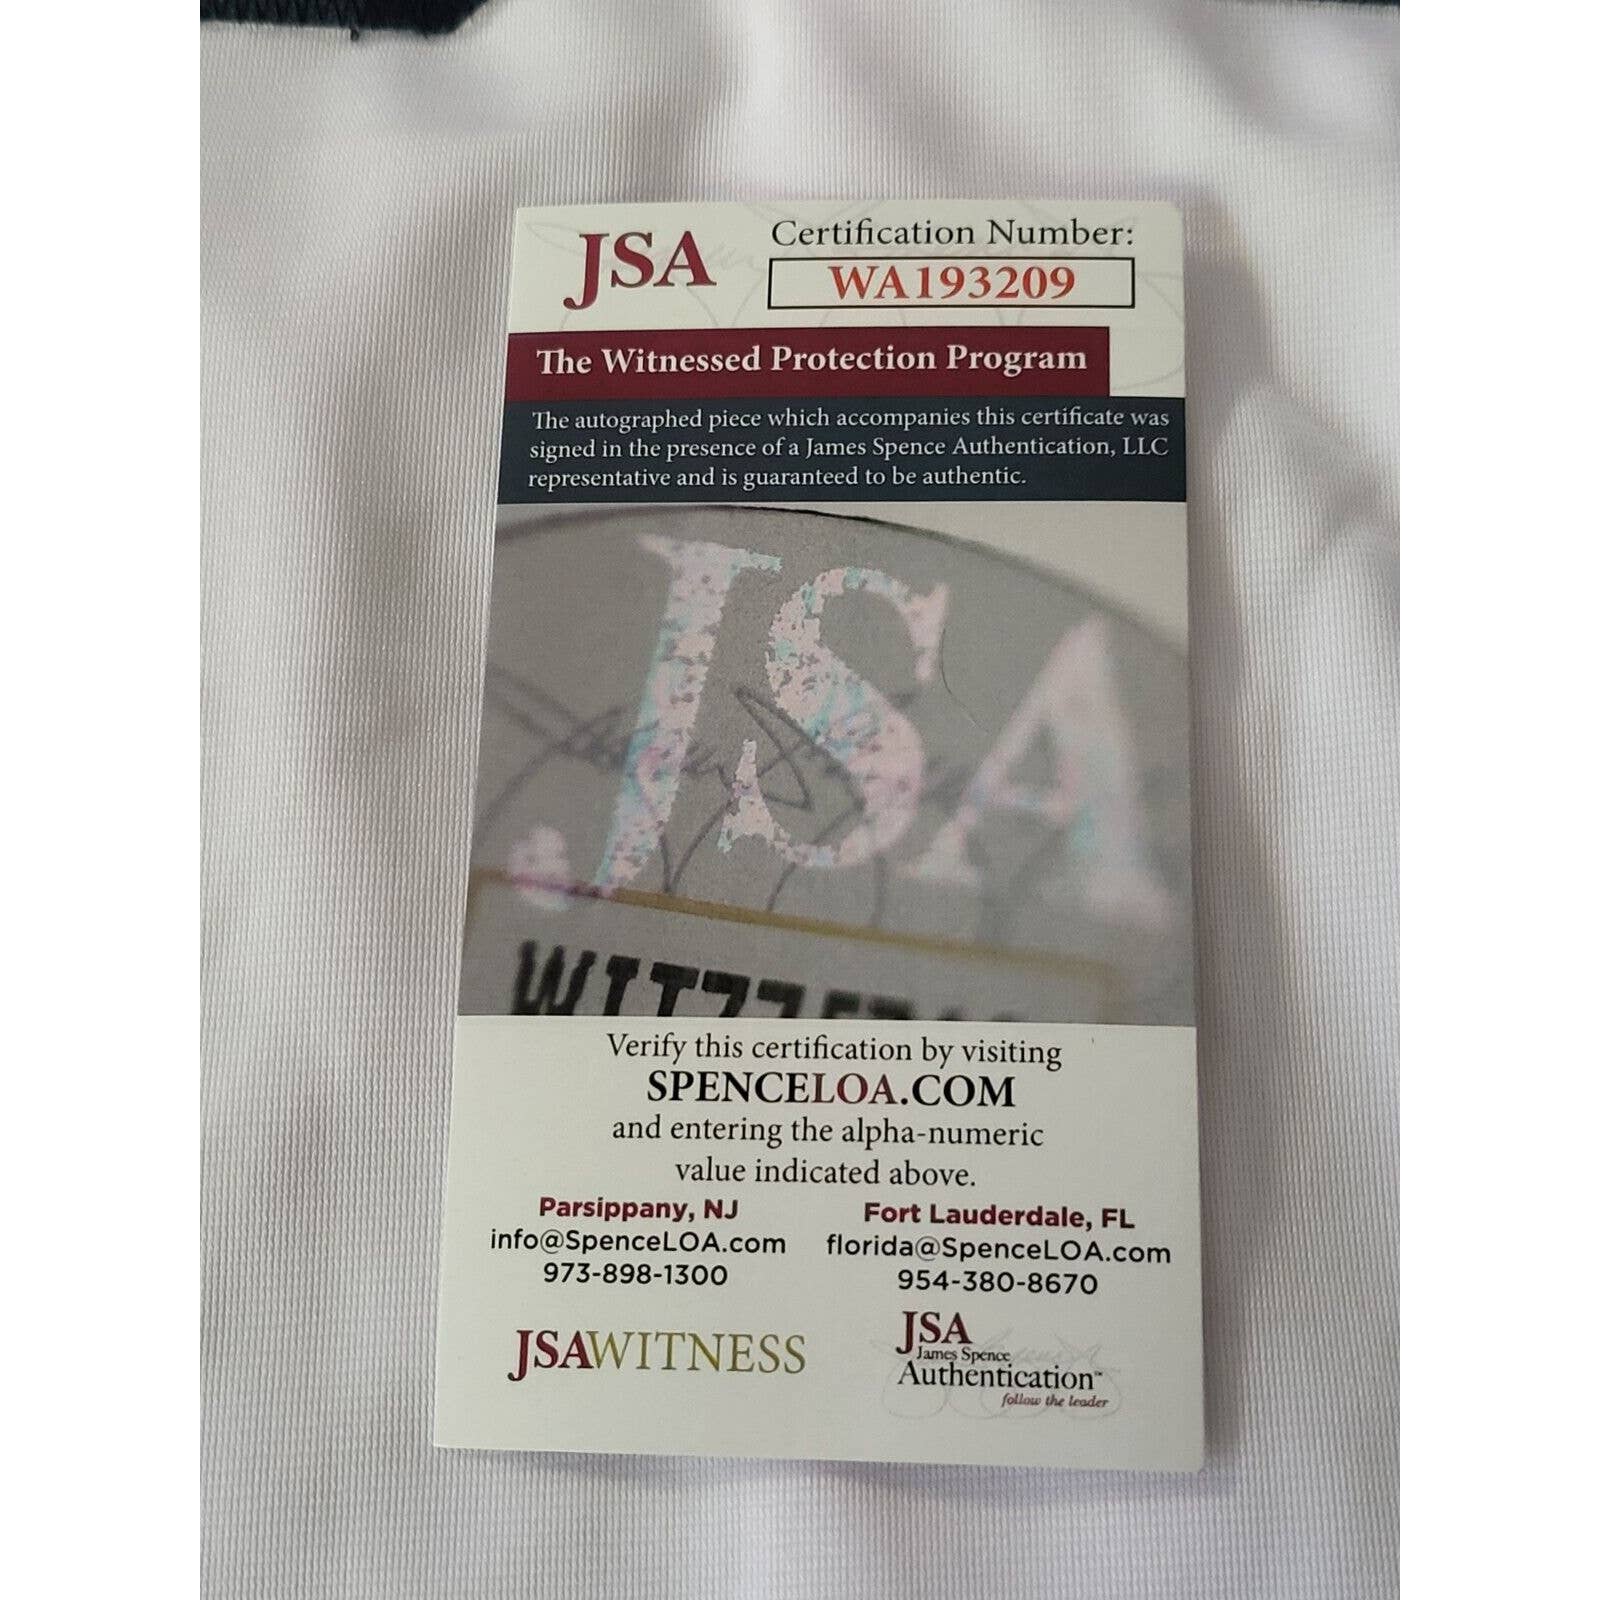 JSA
Certification Number:
WA193209
The Witnessed Protection Program
The autographed piece which accompanies this certificate was
signed in the presence of a James Spence Authentication, LLC
representative and is guaranteed to be authentic.
JSA
Verify this certification by visiting
SPENCELOA.COM
and entering the alpha-numeric
value indicated above.
Parsippany, NJ
info@SpenceLOA.com
973-898-1300
Fort Lauderdale, FL
florida@SpenceLOA.com
954-380-8670
JSAWITNESS
JSA
James Spence
Authentication™
follow the leader